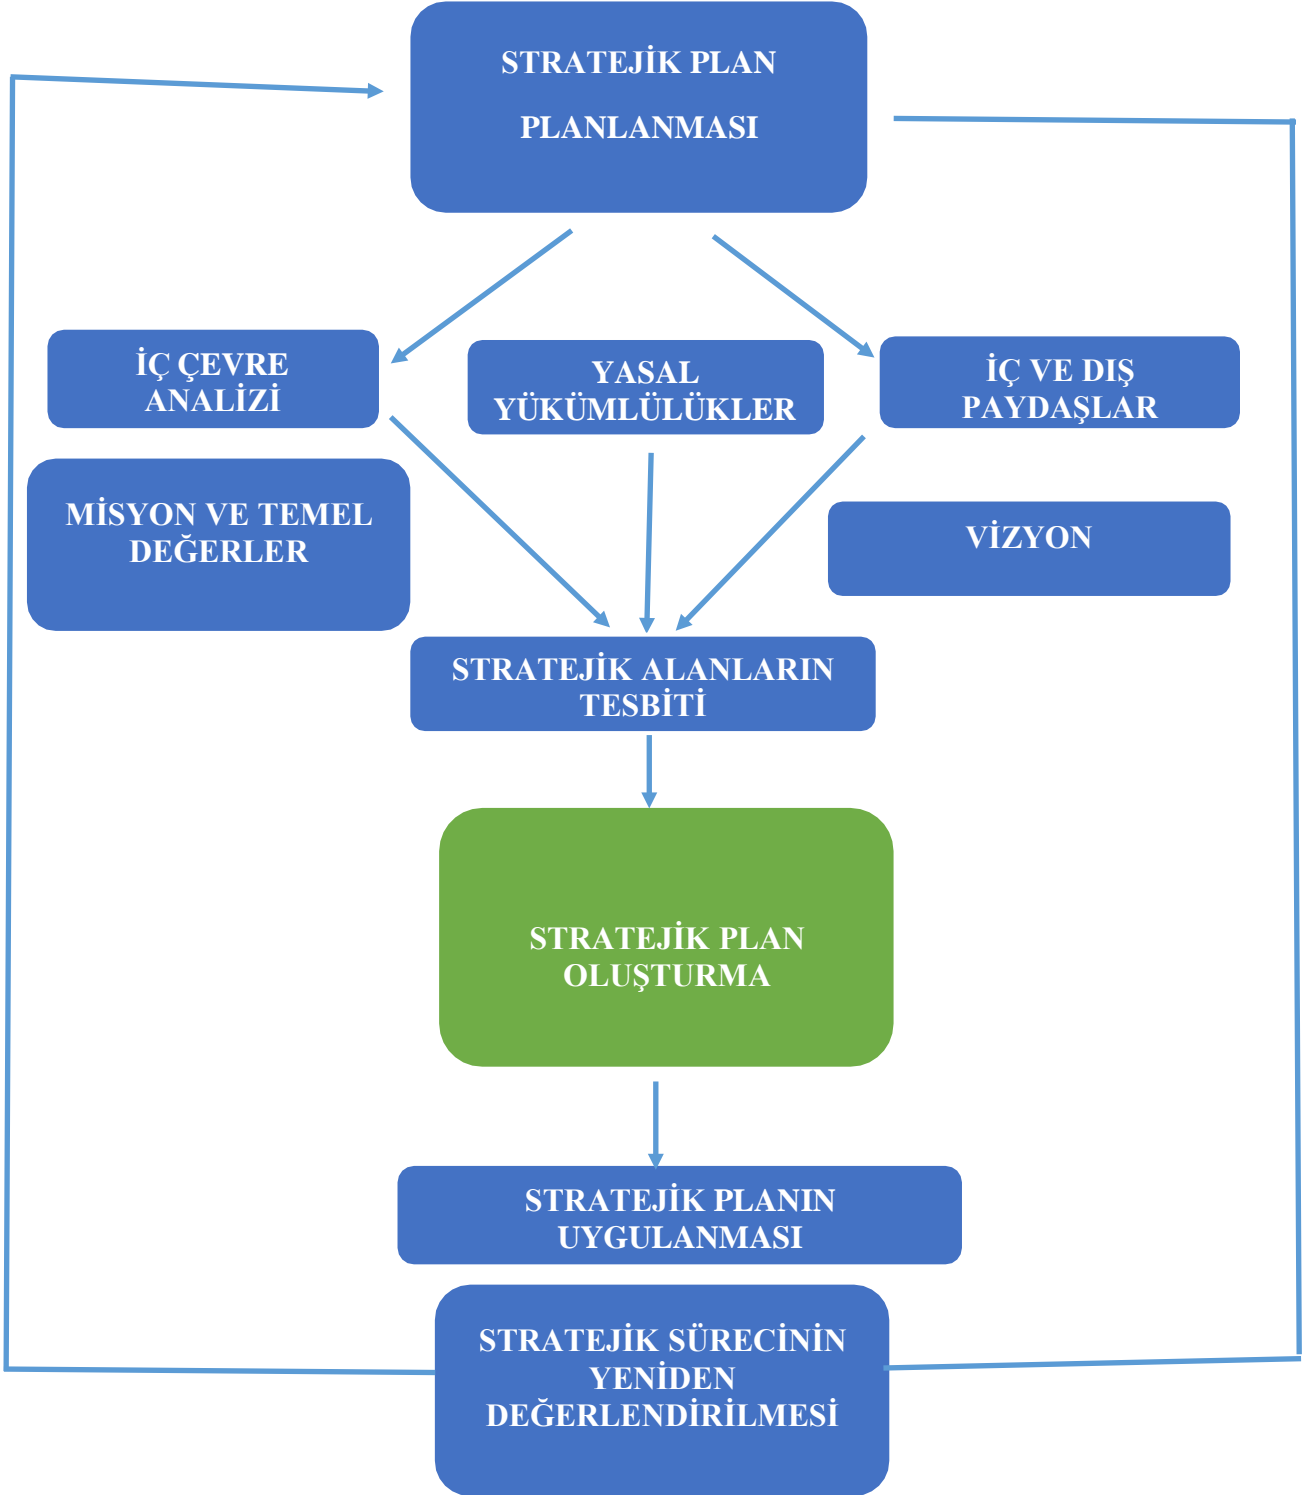 STRATEJİK PLAN
PLANLANMASI
İÇ ÇEVRE
ANALİZİ
YASAL
YÜKÜMLÜLÜKLER
İÇ VE DIŞ
PAYDAŞLAR
MİSYON VE TEMEL
DEĞERLER
VİZYON
STRATEJİK ALANLARIN
TESBİTİ
STRATEJİK PLAN
OLUŞTURMA
STRATEJİK PLANIN
UYGULANMASI
STRATEJİK SÜRECİNİN
YENİDEN
DEĞERLENDİRİLMESİ